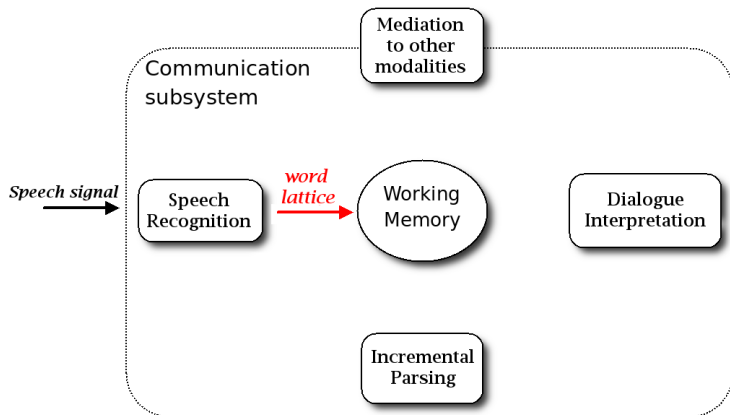 Mediation
to other
modalities
Communication
subsystem
Speech signal
Speech
Recognition
word
lattice
Working
Memory
Dialogue
Interpretation
Incremental
Parsing